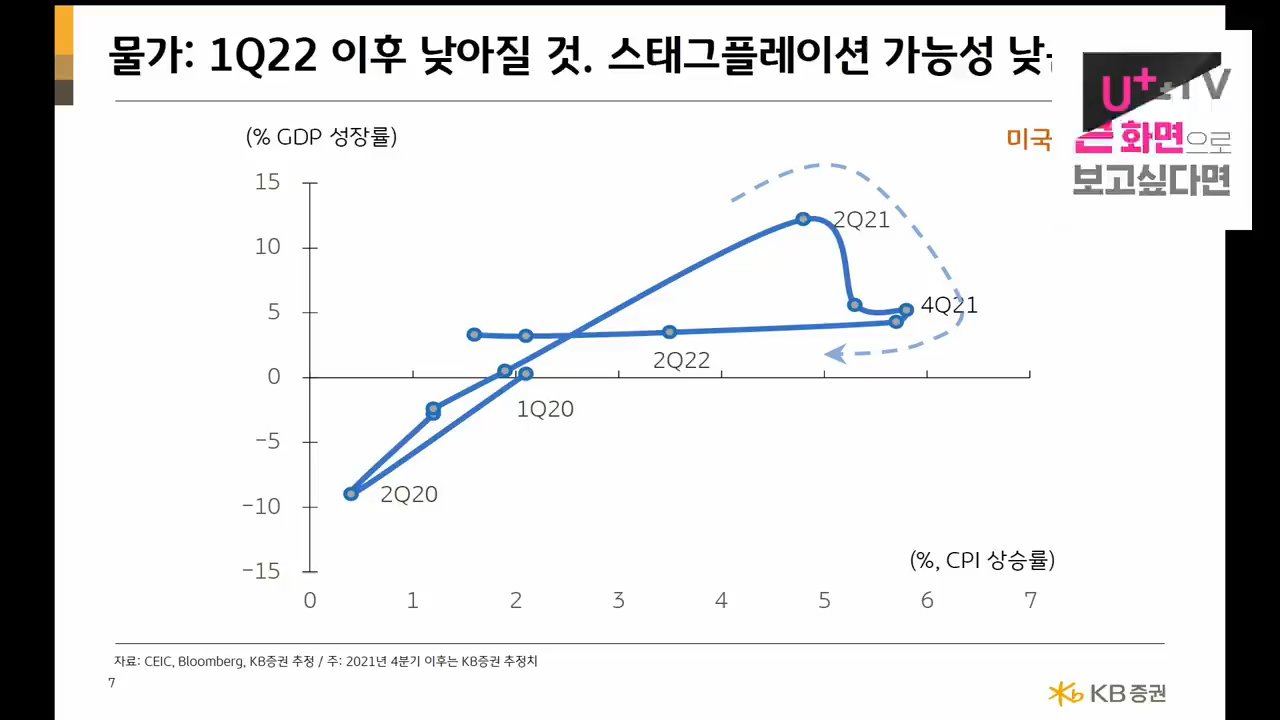 물가: 1Q22 이후 낮아질 것. 스태그플레이션 가능성
U+
TV
큰 화면으로
보고싶다면
(% GDP 성장률)
미국
15
10
5
0
-5
-10
-15
2Q21
4Q21
2Q22
1Q20
2Q20
(%, CPI 상승률)
0 1 2 3 4 5 6 7
자료: CEIC, Bloomberg, KB증권 추정 / 주: 2021년 4분기 이후는 KB증권 추정치
7
KB증권